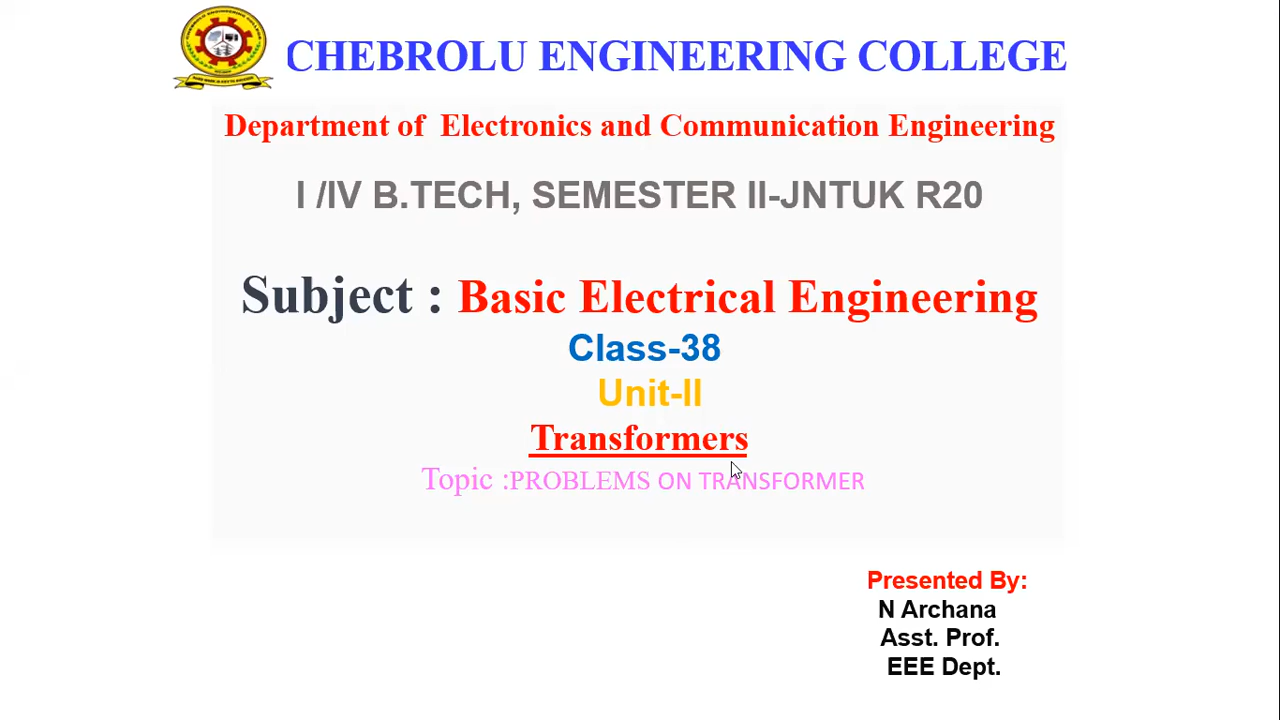 CHEBROLU ENGINEERING COLLEGE
Department of Electronics and Communication Engineering
I /IV B.TECH, SEMESTER II-JNTUK R20
Subject : Basic Electrical Engineering
Class-38
Unit-II
Transformers
Topic :PROBLEMS ON TRANSFORMER
Presented By:
N Archana
Asst. Prof.
EEE Dept.